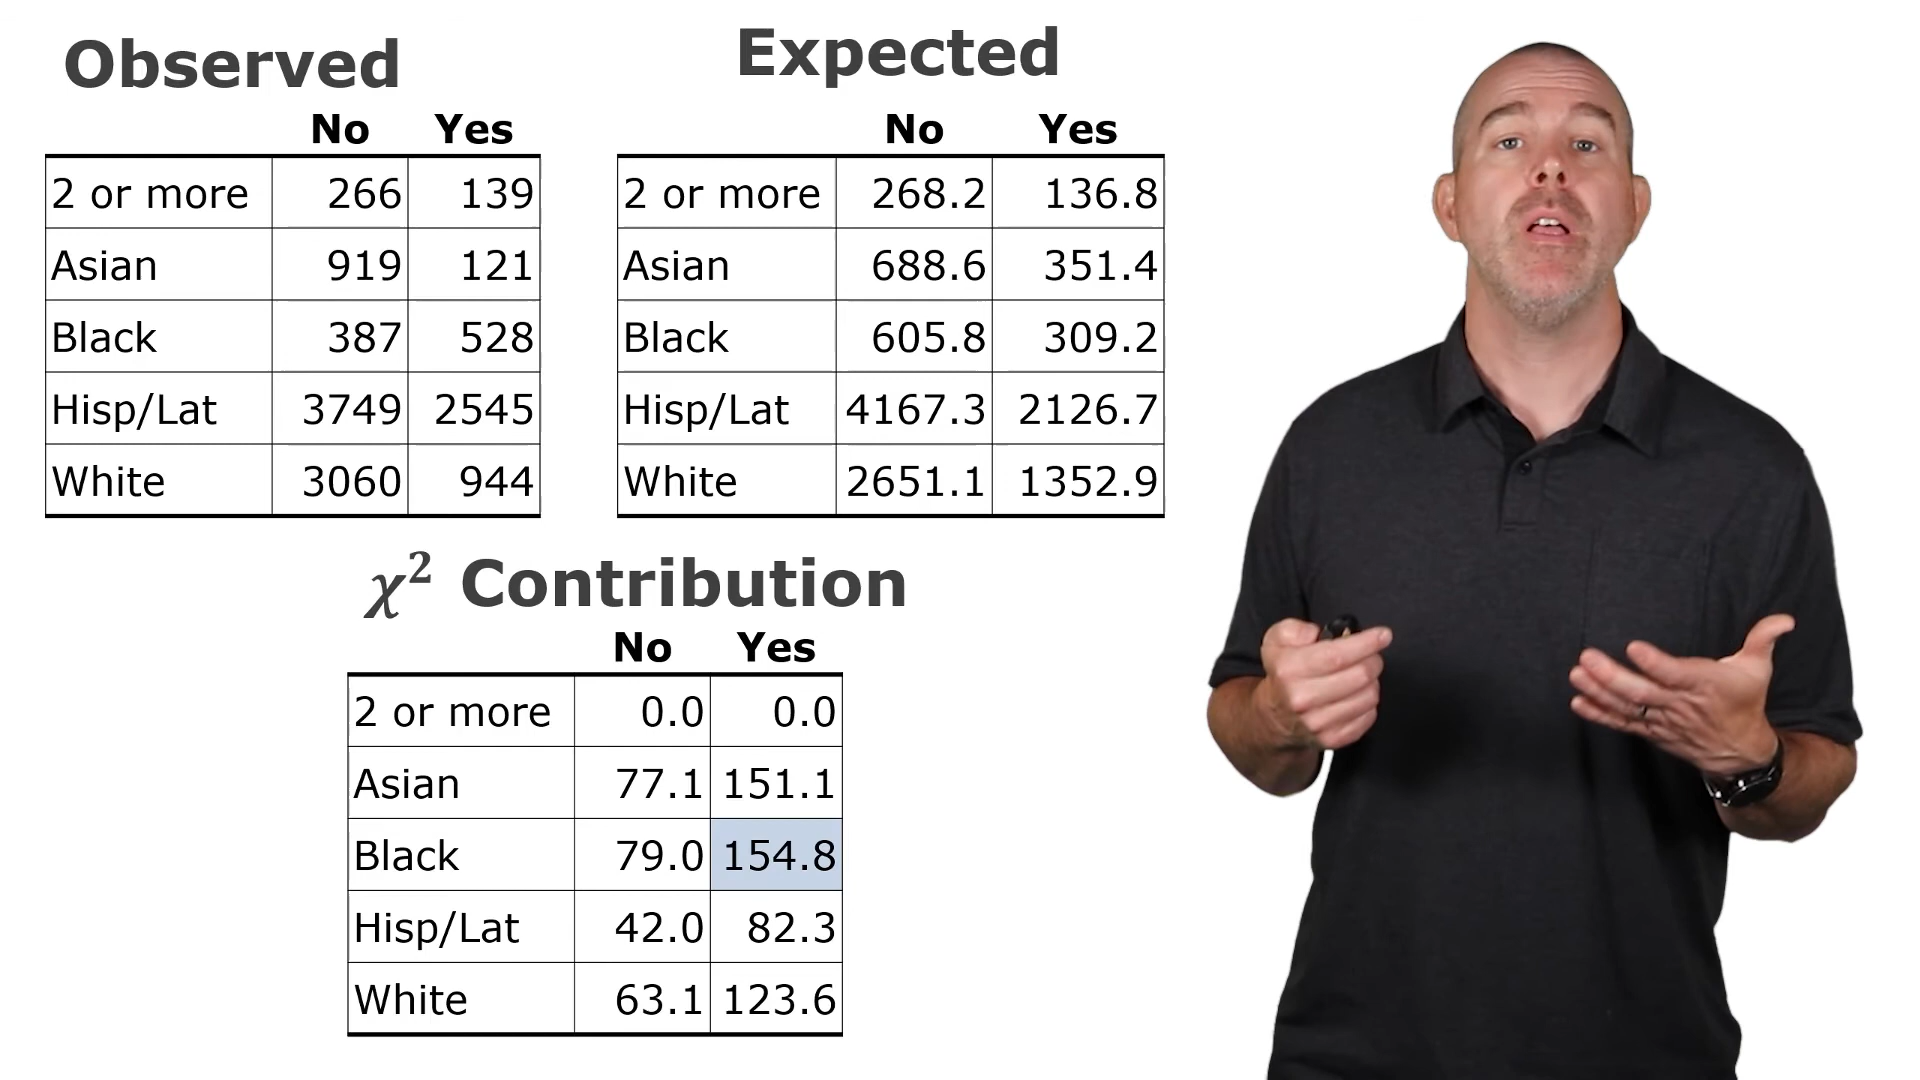 Observed
No Yes
2 or more 266 139
Asian 919 121
Black 387 528
Hisp/Lat 3749 2545
White 3060 944
Expected
No Yes
2 or more 268.2 136.8
Asian 688.6 351.4
Black 605.8 309.2
Hisp/Lat 4167.3 2126.7
White 2651.1 1352.9
χ² Contribution
No Yes
2 or more 0.0 0.0
Asian 77.1 151.1
Black 79.0 154.8
Hisp/Lat 42.0 82.3
White 63.1 123.6